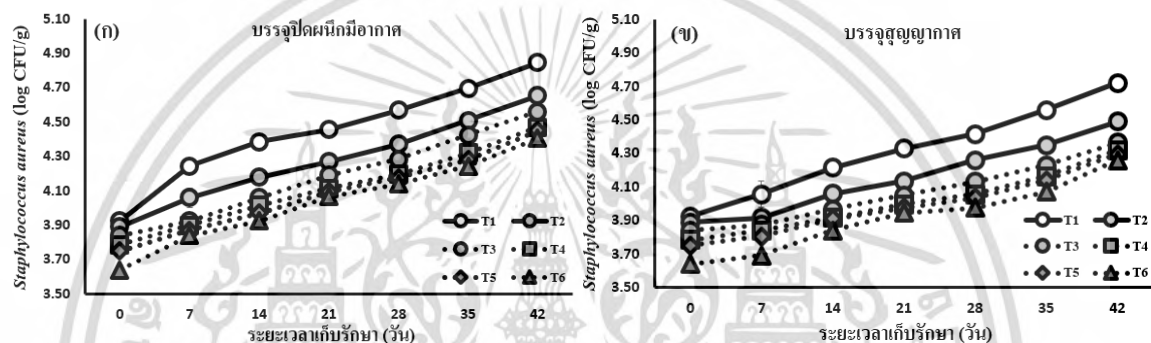 (ก) บรรจุปิดผนึกมีอากาศ
Staphylococcus aureus (log CFU/g)
5.10
4.90
4.70
4.50
4.30
4.10
3.90
3.70
3.50
0 7 14 21 28 35 42
ระยะเวลาเก็บรักษา (วัน)
T1 T2
T3 T4
T5 T6
(ข) บรรจุสุญญากาศ
Staphylococcus aureus (log CFU/g)
5.10
4.90
4.70
4.50
4.30
4.10
3.90
3.70
3.50
0 7 14 21 28 35 42
ระยะเวลาเก็บรักษา (วัน)
T1 T2
T3 T4
T5 T6